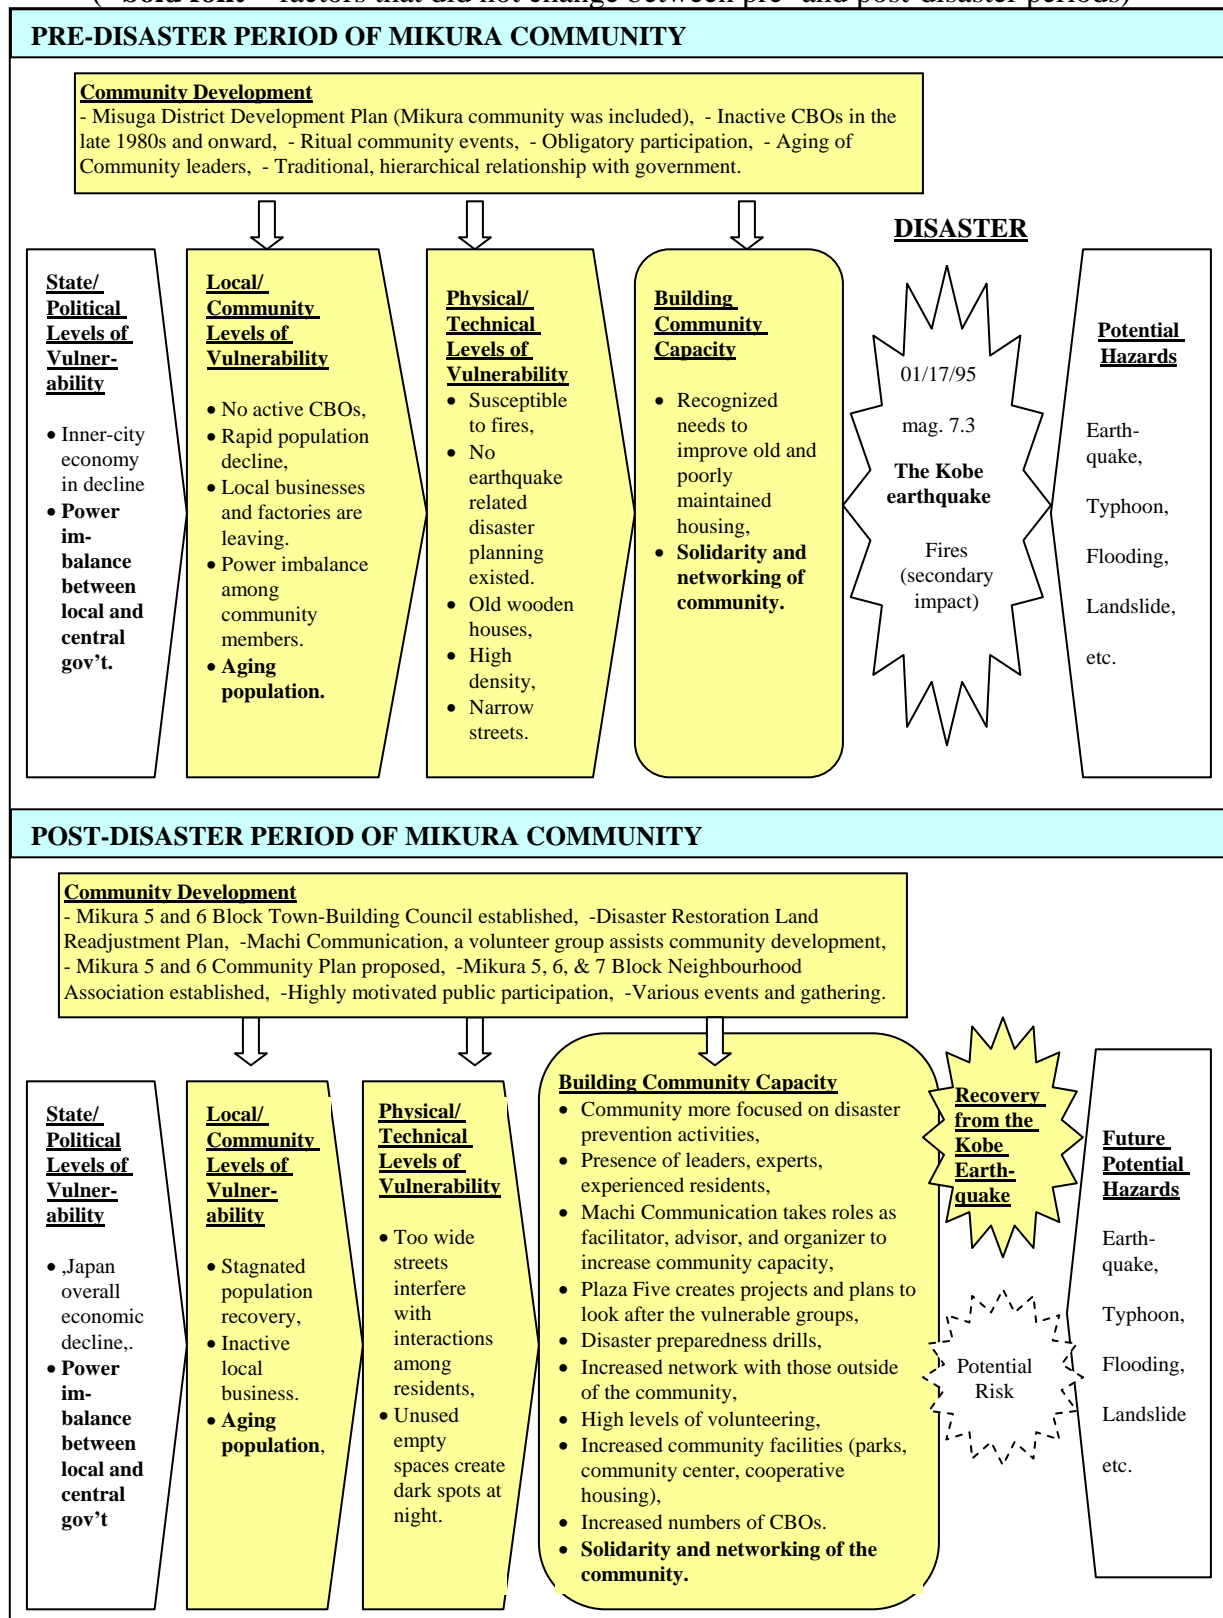 (*bold font = factors that did not change between pre- and post-disaster periods)
PRE-DISASTER PERIOD OF MIKURA COMMUNITY
Community Development
- Misuga District Development Plan (Mikura community was included), - Inactive CBOs in the
late 1980s and onward, - Ritual community events, - Obligatory participation, - Aging of
Community leaders, - Traditional, hierarchical relationship with government.
State/
Political
Levels of
Vulner-
ability
• Inner-city
economy
in decline
• Power
im-
balance
between
local and
central
gov't.
Local/
Community
Levels of
Vulnerability
• No active CBOs,
• Rapid population
decline,
• Local businesses
and factories are
leaving.
• Power imbalance
among
community
members.
• Aging
population.
Physical/
Technical
Levels of
Vulnerability
• Susceptible
to fires,
• No
earthquake
related
disaster
planning
existed.
• Old wooden
houses,
• High
density,
• Narrow
streets.
Building
Community
Capacity
• Recognized
needs to
improve old and
poorly
maintained
housing,
• Solidarity and
networking of
community.
DISASTER
01/17/95
mag. 7.3
The Kobe
earthquake
Fires
(secondary
impact)
Potential
Hazards
Earth-
quake,
Typhoon,
Flooding,
Landslide,
etc.
POST-DISASTER PERIOD OF MIKURA COMMUNITY
Community Development
- Mikura 5 and 6 Block Town-Building Council established, -Disaster Restoration Land
Readjustment Plan, -Machi Communication, a volunteer group assists community development,
- Mikura 5 and 6 Community Plan proposed, -Mikura 5, 6, & 7 Block Neighbourhood
Association established, -Highly motivated public participation, -Various events and gathering.
State/
Political
Levels of
Vulner-
ability
• ,Japan
overall
economic
decline,.
• Power
im-
balance
between
local and
central
gov't
Local/
Community
Levels of
Vulner-
ability
• Stagnated
population
recovery,
• Inactive
local
business.
• Aging
population,
Physical/
Technical
Levels of
Vulnerability
• Too wide
streets
interfere
with
interactions
among
residents,
• Unused
empty
spaces create
dark spots at
night.
Building Community Capacity
• Community more focused on disaster
prevention activities,
• Presence of leaders, experts,
experienced residents,
• Machi Communication takes roles as
facilitator, advisor, and organizer to
increase community capacity,
• Plaza Five creates projects and plans to
look after the vulnerable groups,
• Disaster preparedness drills,
• Increased network with those outside
of the community,
• High levels of volunteering,
• Increased community facilities (parks,
community center, cooperative
housing),
• Increased numbers of CBOs.
• Solidarity and networking of the
community.
Recovery
from the
Kobe
Earth-
quake
Potential
Risk
Future
Potential
Hazards
Earth-
quake,
Typhoon,
Flooding,
Landslide
etc.